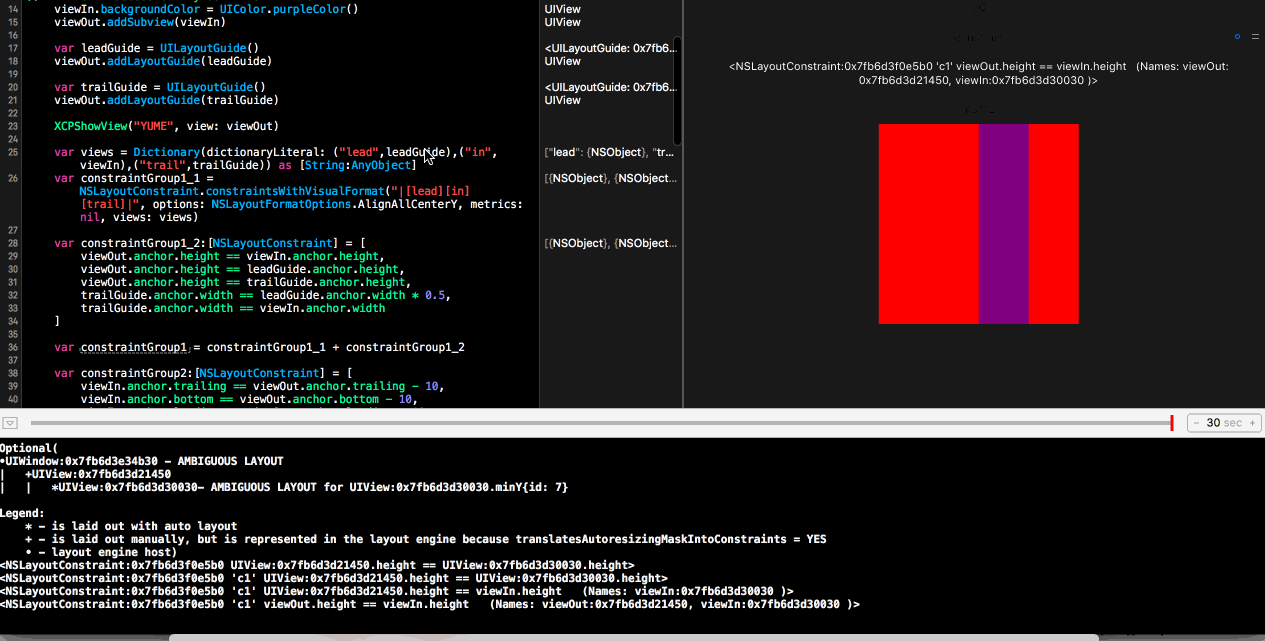 14 viewIn.backgroundColor = UIColor.purpleColor() UIView
15 viewOut.addSubview(viewIn) UIView
16
17 var leadGuide = UILayoutGuide() <UILayoutGuide: 0x7fb6...
18 viewOut.addLayoutGuide(leadGuide) UIView
19
20 var trailGuide = UILayoutGuide() <UILayoutGuide: 0x7fb6...
21 viewOut.addLayoutGuide(trailGuide) UIView
22
23 XCPShowView("YUME", view: viewOut)
24
25 var views = Dictionary(dictionaryLiteral: ("lead",leadGuide),("in", ["lead": {NSObject}, "tr...
viewIn),("trail",trailGuide)) as [String:AnyObject]
26 var constraintGroup1_1 = [{NSObject}, {NSObject...
NSLayoutConstraint.constraintsWithVisualFormat("|[lead][in]
[trail]|", options: NSLayoutFormatOptions.AlignAllCenterY, metrics:
nil, views: views)
27
28 var constraintGroup1_2:[NSLayoutConstraint] = [ [{NSObject}, {NSObject...
29 viewOut.anchor.height == viewIn.anchor.height,
30 viewOut.anchor.height == leadGuide.anchor.height,
31 viewOut.anchor.height == trailGuide.anchor.height,
32 trailGuide.anchor.width == leadGuide.anchor.width * 0.5,
33 trailGuide.anchor.width == viewIn.anchor.width
34 ]
35
36 var constraintGroup1 = constraintGroup1_1 + constraintGroup1_2
37
38 var constraintGroup2:[NSLayoutConstraint] = [
39 viewIn.anchor.trailing == viewOut.anchor.trailing - 10,
40 viewIn.anchor.bottom == viewOut.anchor.bottom - 10,
<NSLayoutConstraint:0x7fb6d3f0e5b0 'c1' viewOut.height == viewIn.height (Names: viewOut:
0x7fb6d3d21450, viewIn:0x7fb6d3d30030 )>
- 30 sec +
Optional(
•UIWindow:0x7fb6d3e34b30 - AMBIGUOUS LAYOUT
| +UIView:0x7fb6d3d21450
| | *UIView:0x7fb6d3d30030- AMBIGUOUS LAYOUT for UIView:0x7fb6d3d30030.minY{id: 7}
Legend:
* - is laid out with auto layout
+ - is laid out manually, but is represented in the layout engine because translatesAutoresizingMaskIntoConstraints = YES
• - layout engine host)
<NSLayoutConstraint:0x7fb6d3f0e5b0 UIView:0x7fb6d3d21450.height == UIView:0x7fb6d3d30030.height>
<NSLayoutConstraint:0x7fb6d3f0e5b0 'c1' UIView:0x7fb6d3d21450.height == UIView:0x7fb6d3d30030.height>
<NSLayoutConstraint:0x7fb6d3f0e5b0 'c1' UIView:0x7fb6d3d21450.height == viewIn.height (Names: viewIn:0x7fb6d3d30030 )>
<NSLayoutConstraint:0x7fb6d3f0e5b0 'c1' viewOut.height == viewIn.height (Names: viewOut:0x7fb6d3d21450, viewIn:0x7fb6d3d30030 )>